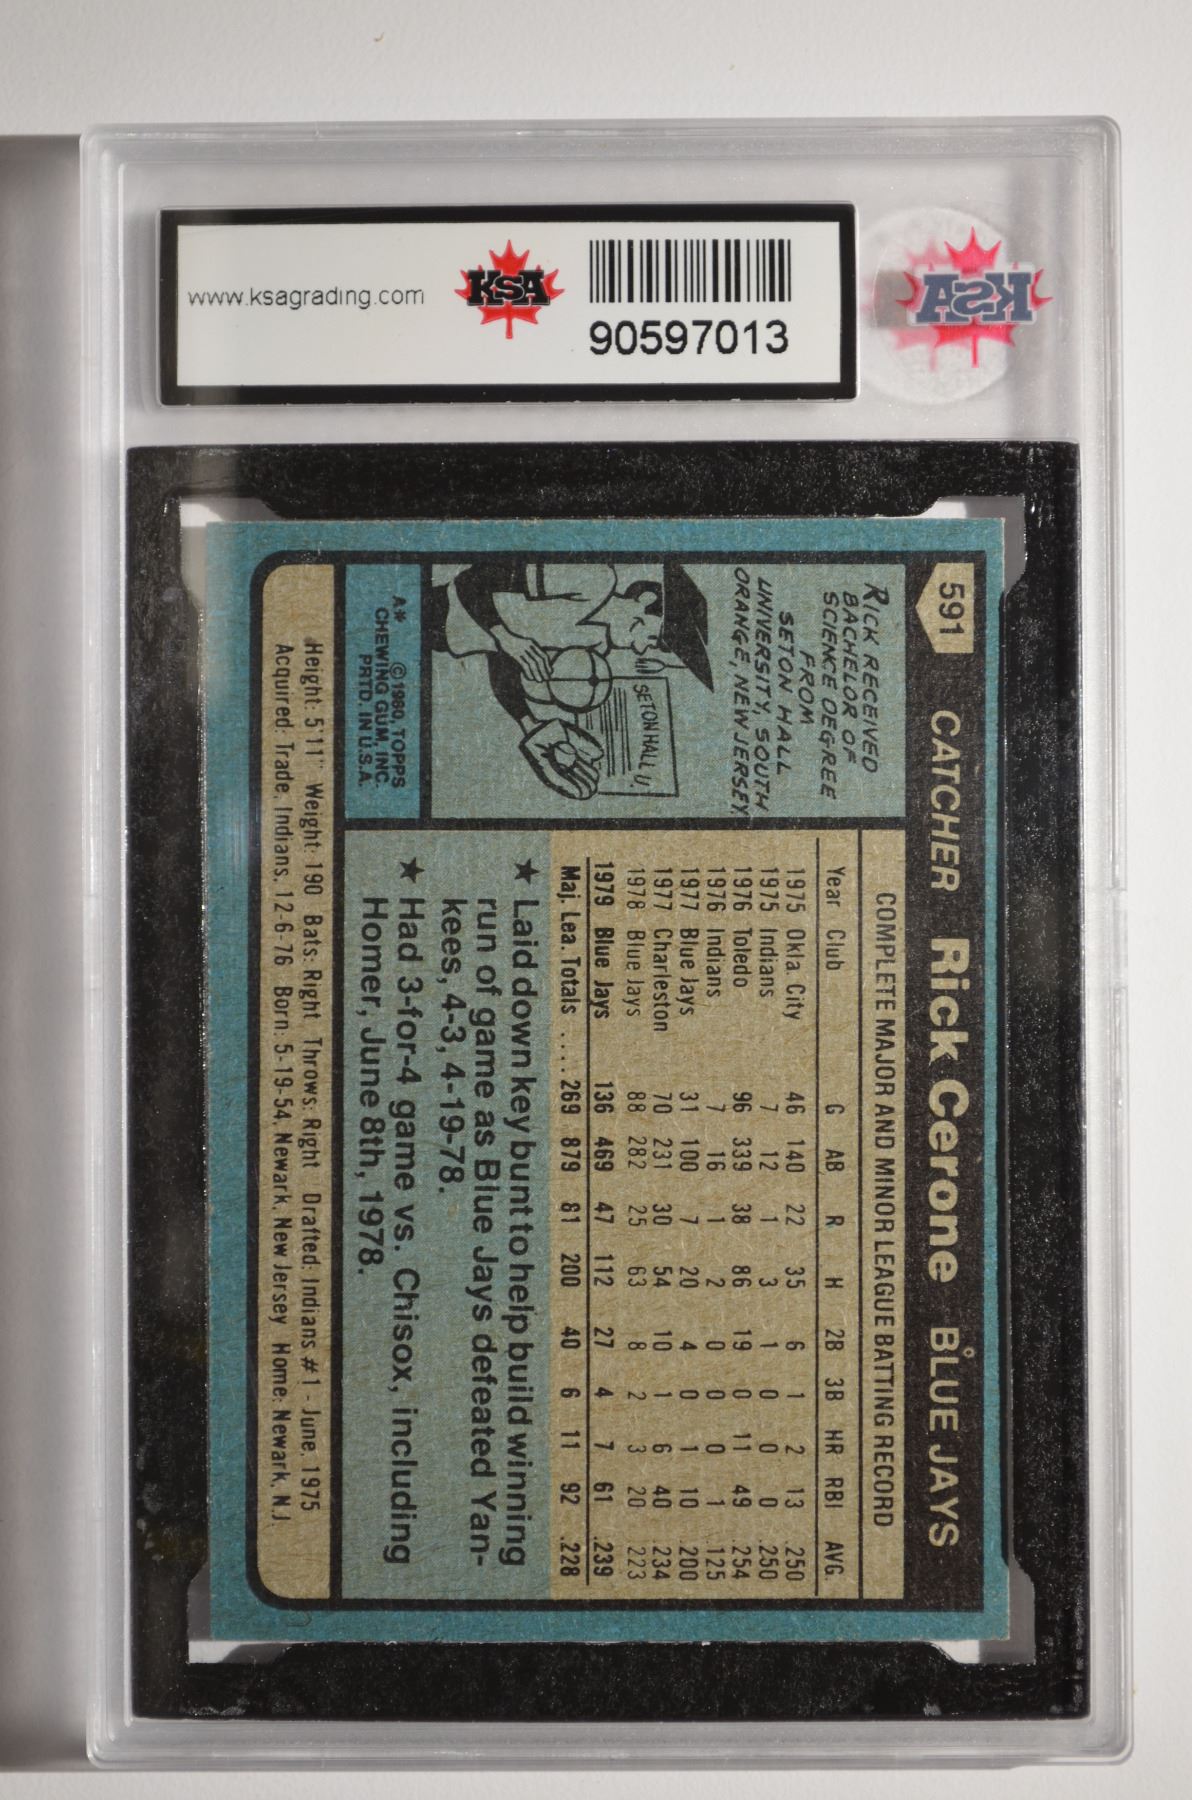 www.ksagrading.com
KSA
90597013
KSA
591 CATCHER Rick Cerone BLUE JAYS
RICK RECEIVED
BACHELOR OF
SCIENCE DEGREE
FROM
SETON HALL
UNIVERSITY, SOUTH
ORANGE, NEW JERSEY.
SETON HALL U.
A* © 1980, TOPPS
CHEWING GUM, INC.
PRTD. IN U.S.A.
COMPLETE MAJOR AND MINOR LEAGUE BATTING RECORD
Year Club G AB R H 2B 3B HR RBI AVG.
1975 Okla. City 46 140 22 35 6 1 2 13 .250
1975 Indians 7 12 1 3 1 0 0 0 .250
1976 Toledo 96 339 38 86 19 0 11 49 .254
1976 Indians 7 16 1 2 0 0 0 1 .125
1977 Blue Jays 31 100 7 20 4 0 1 10 .200
1977 Charleston 70 231 30 54 10 1 6 40 .234
1978 Blue Jays 88 282 25 63 8 2 3 20 .223
1979 Blue Jays 136 469 47 112 27 4 7 61 .239
Maj. Lea. Totals .... 269 879 81 200 40 6 11 92 .228
★ Laid down key bunt to help build winning
run of game as Blue Jays defeated Yan-
kees, 4-3, 4-19-78.
★ Had 3-for-4 game vs. Chisox, including
Homer, June 8th, 1978.
Height: 5'11" Weight: 190 Bats: Right Throws: Right Drafted: Indians #1 - June, 1975
Acquired: Trade, Indians, 12-6-76 Born: 5-19-54, Newark, New Jersey Home: Newark, N.J.